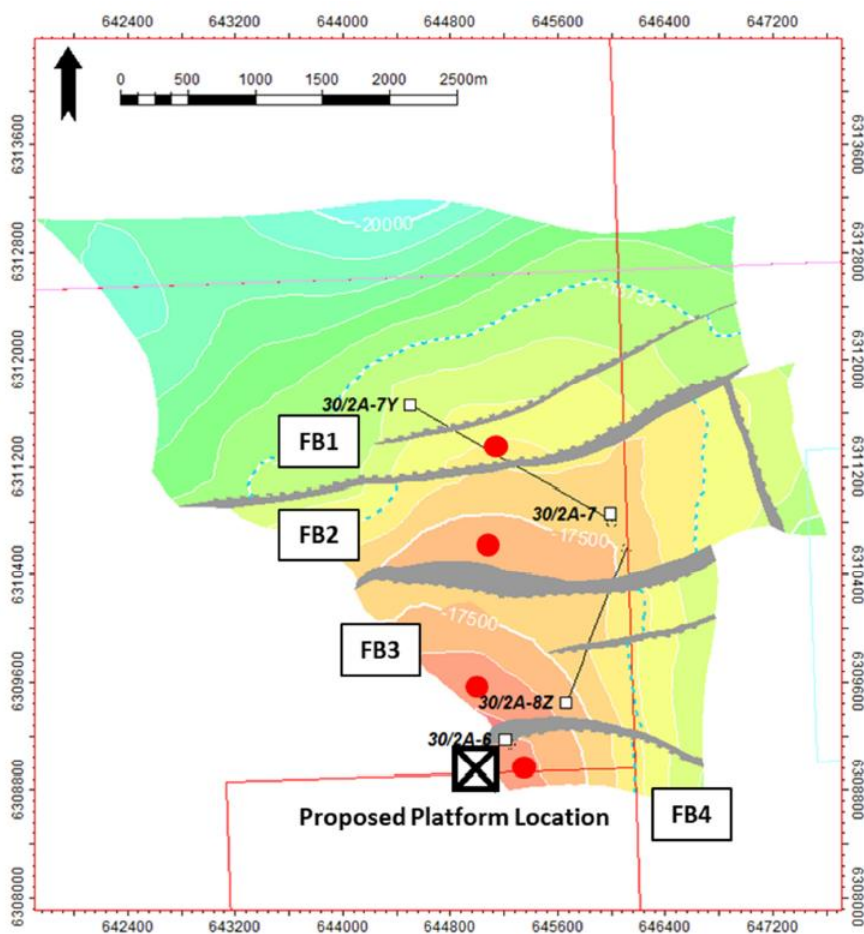 642400 643200 644000 644800 645600 646400 647200
0 500 1000 1500 2000 2500m
6313600 6313600
-20000
6312800 6312800
6312000 6312000
30/2A-7Y
FB1
6311200 6311200
30/2A-7
FB2
-17500
6310400 6310400
-17500
FB3
6309600 6309600
30/2A-8Z
30/2A-6
6308800 6308800
Proposed Platform Location
FB4
6308000 6308000
642400 643200 644000 644800 645600 646400 647200